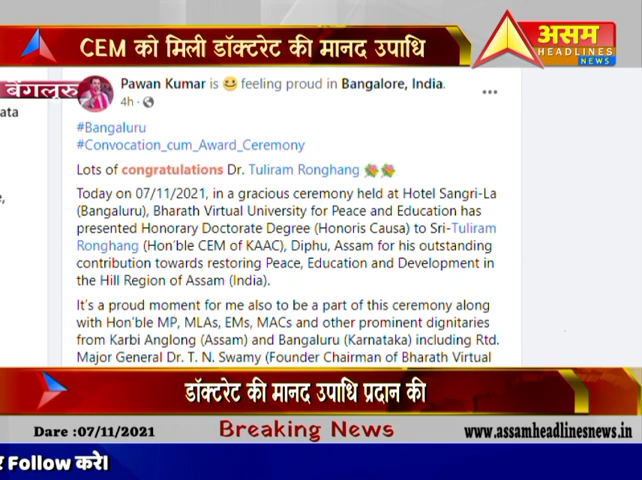 CEM को मिली डॉक्टरेट की मानद उपाधि
असम
HEADLINES
NEWS
बेंगलुरु
Pawan Kumar is 😄 feeling proud in Bangalore, India.
4h ·
ata
#Bangaluru
#Convocation_cum_Award_Ceremony
Lots of congratulations Dr. Tuliram Ronghang 💐💐
Today on 07/11/2021, in a gracious ceremony held at Hotel Sangri-La
(Bangaluru), Bharath Virtual University for Peace and Education has
presented Honorary Doctorate Degree (Honoris Causa) to Sri-Tuliram
Ronghang (Hon'ble CEM of KAAC), Diphu, Assam for his outstanding
contribution towards restoring Peace, Education and Development in
the Hill Region of Assam (India).
It's a proud moment for me also to be a part of this ceremony along
with Hon'ble MP, MLAs, EMs, MACs and other prominent dignitaries
from Karbi Anglong (Assam) and Bangaluru (Karnataka) including Rtd.
Major General Dr. T. N. Swamy (Founder Chairman of Bharath Virtual
डॉक्टरेट की मानद उपाधि प्रदान की
Dare :07/11/2021
Breaking News
www.assamheadlinesnews.in
र Follow करे।